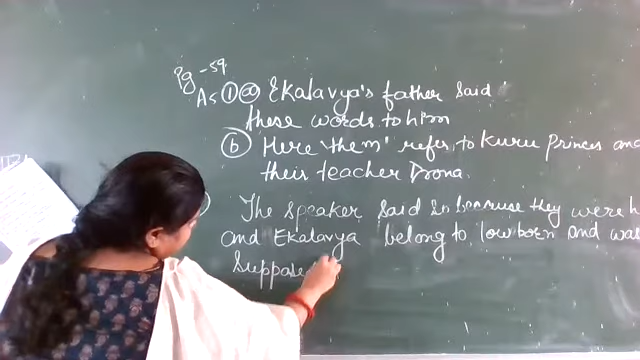 Pg - 59
As ① ⓐ Ekalavya's father said
these words to him
ⓑ Here 'them' refer to Kuru Princes and
their teacher Drona.
The speaker said so because they were h
and Ekalavya belong to low born and was
Suppose